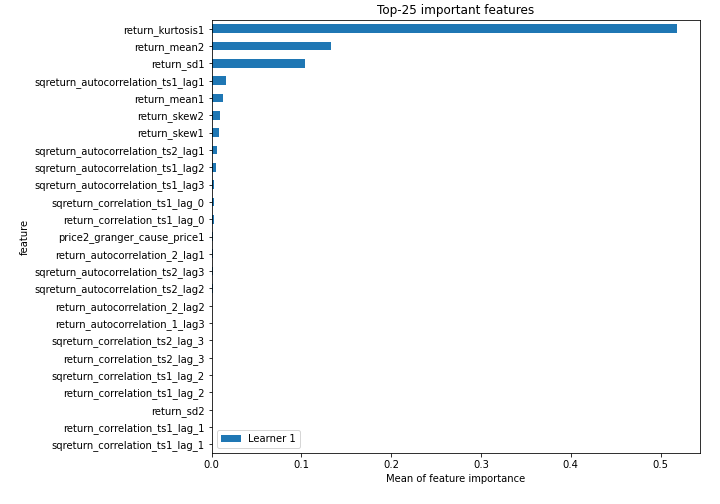 Top-25 important features
return_kurtosis1
return_mean2
return_sd1
sqreturn_autocorrelation_ts1_lag1
return_mean1
return_skew2
return_skew1
sqreturn_autocorrelation_ts2_lag1
sqreturn_autocorrelation_ts1_lag2
sqreturn_autocorrelation_ts1_lag3
sqreturn_correlation_ts1_lag_0
return_correlation_ts1_lag_0
price2_granger_cause_price1
return_autocorrelation_2_lag1
sqreturn_autocorrelation_ts2_lag3
sqreturn_autocorrelation_ts2_lag2
return_autocorrelation_2_lag2
return_autocorrelation_1_lag3
sqreturn_correlation_ts2_lag_3
return_correlation_ts2_lag_3
sqreturn_correlation_ts1_lag_2
return_correlation_ts1_lag_2
return_sd2
return_correlation_ts1_lag_1
sqreturn_correlation_ts1_lag_1
feature
Learner 1
0.0 0.1 0.2 0.3 0.4 0.5
Mean of feature importance